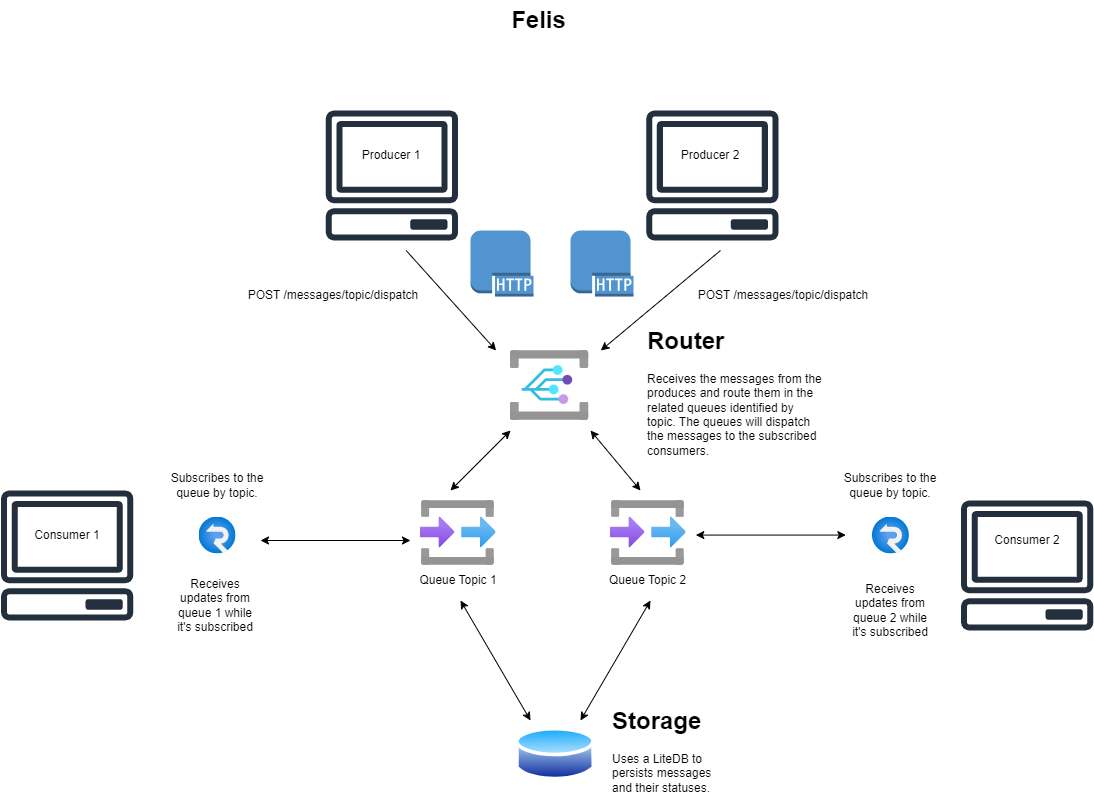 Felis
Producer 1
Producer 2
HTTP
HTTP
POST /messages/topic/dispatch
POST /messages/topic/dispatch
Router
Receives the messages from the
produces and route them in the
related queues identified by
topic. The queues will dispatch
the messages to the subscribed
consumers.
Subscribes to the
queue by topic.
Subscribes to the
queue by topic.
Consumer 1
Consumer 2
Queue Topic 1
Queue Topic 2
Receives
updates from
queue 1 while
it's subscribed
Receives
updates from
queue 2 while
it's subscribed
Storage
Uses a LiteDB to
persists messages
and their statuses.